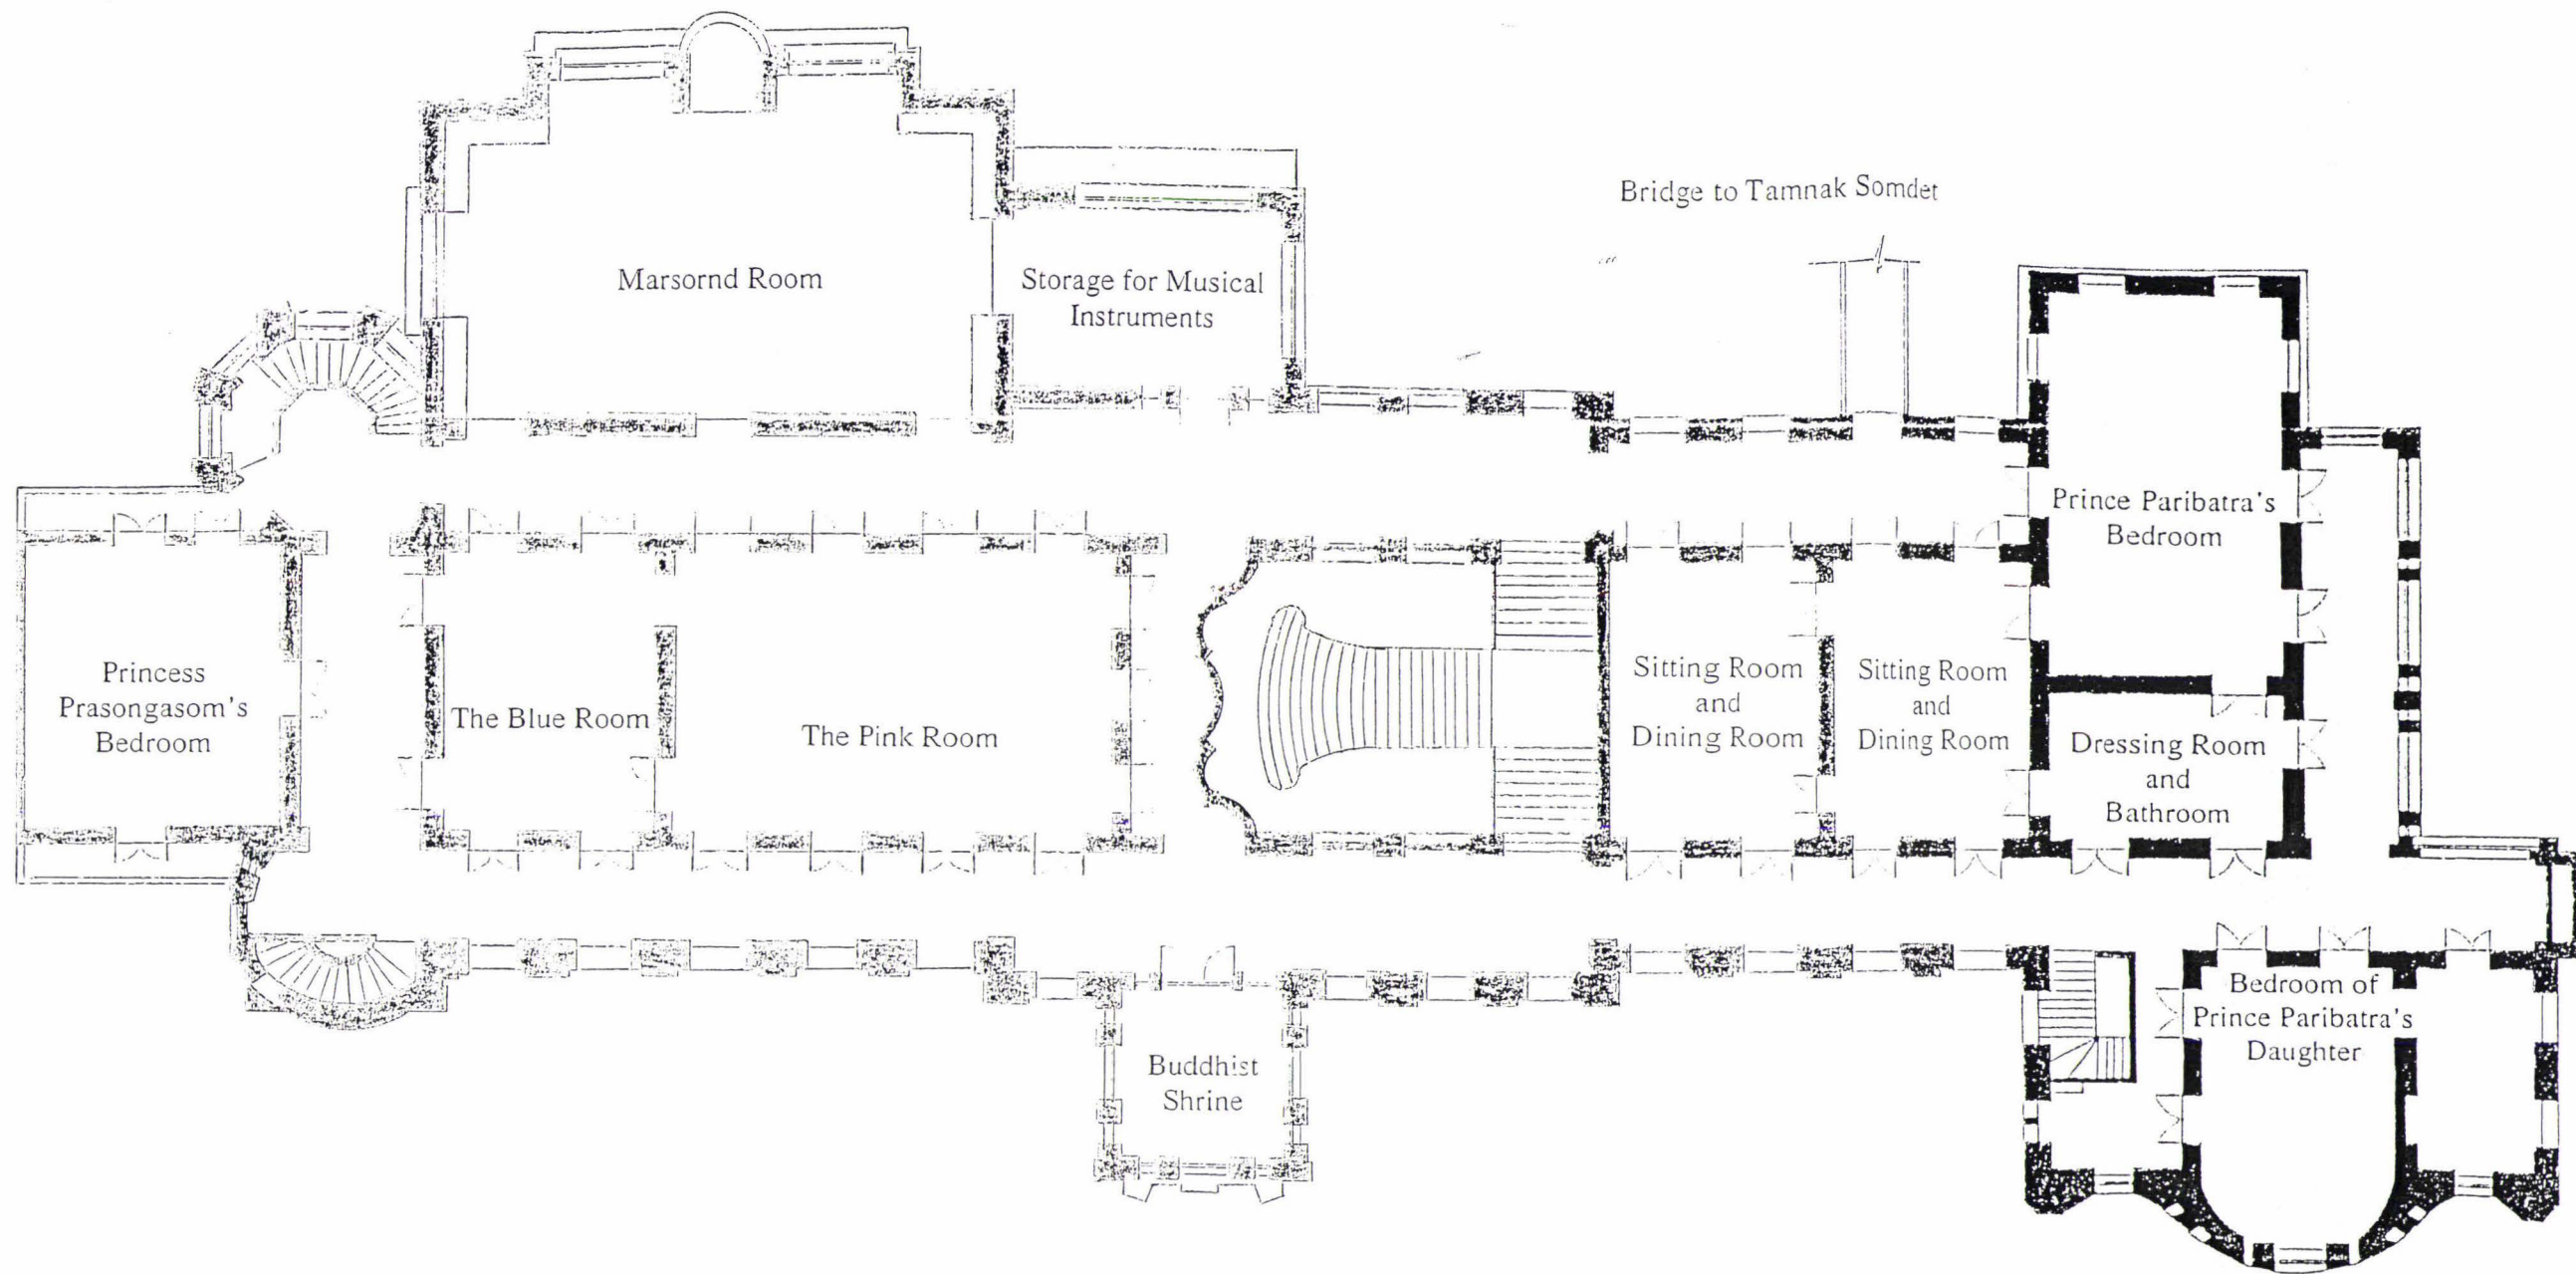 Bridge to Tamnak Somdet
Marsornd Room
Storage for Musical
Instruments
Prince Paribatra's
Bedroom
Princess
Prasongasom's
Bedroom
The Blue Room
The Pink Room
Sitting Room
and
Dining Room
Sitting Room
and
Dining Room
Dressing Room
and
Bathroom
Buddhist
Shrine
Bedroom of
Prince Paribatra's
Daughter